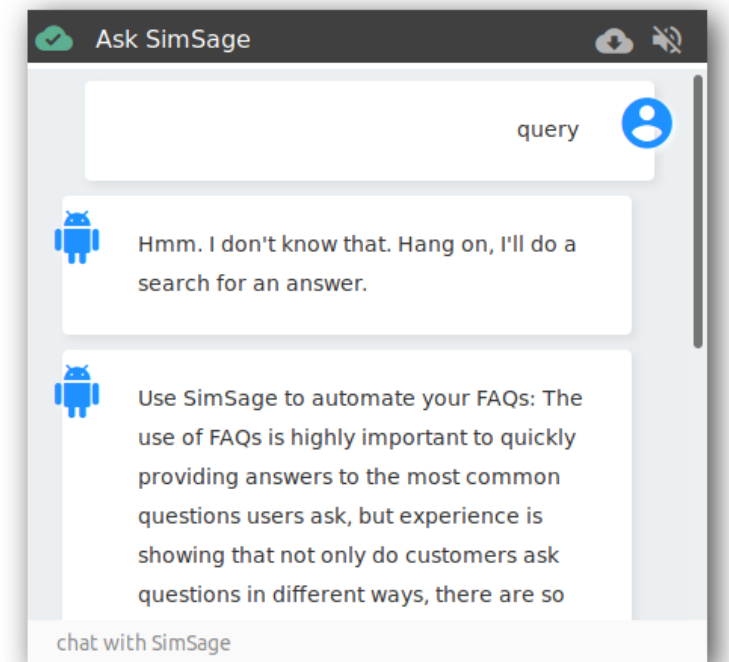 Ask SimSage
query
Hmm. I don't know that. Hang on, I'll do a
search for an answer.
Use SimSage to automate your FAQs: The
use of FAQs is highly important to quickly
providing answers to the most common
questions users ask, but experience is
showing that not only do customers ask
questions in different ways, there are so
chat with SimSage